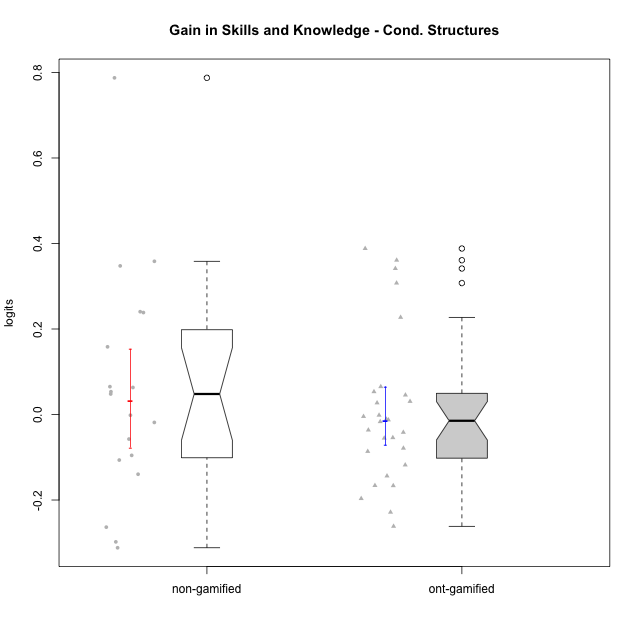 Gain in Skills and Knowledge - Cond. Structures
logits
0.8
0.6
0.4
0.2
0.0
-0.2
non-gamified
ont-gamified